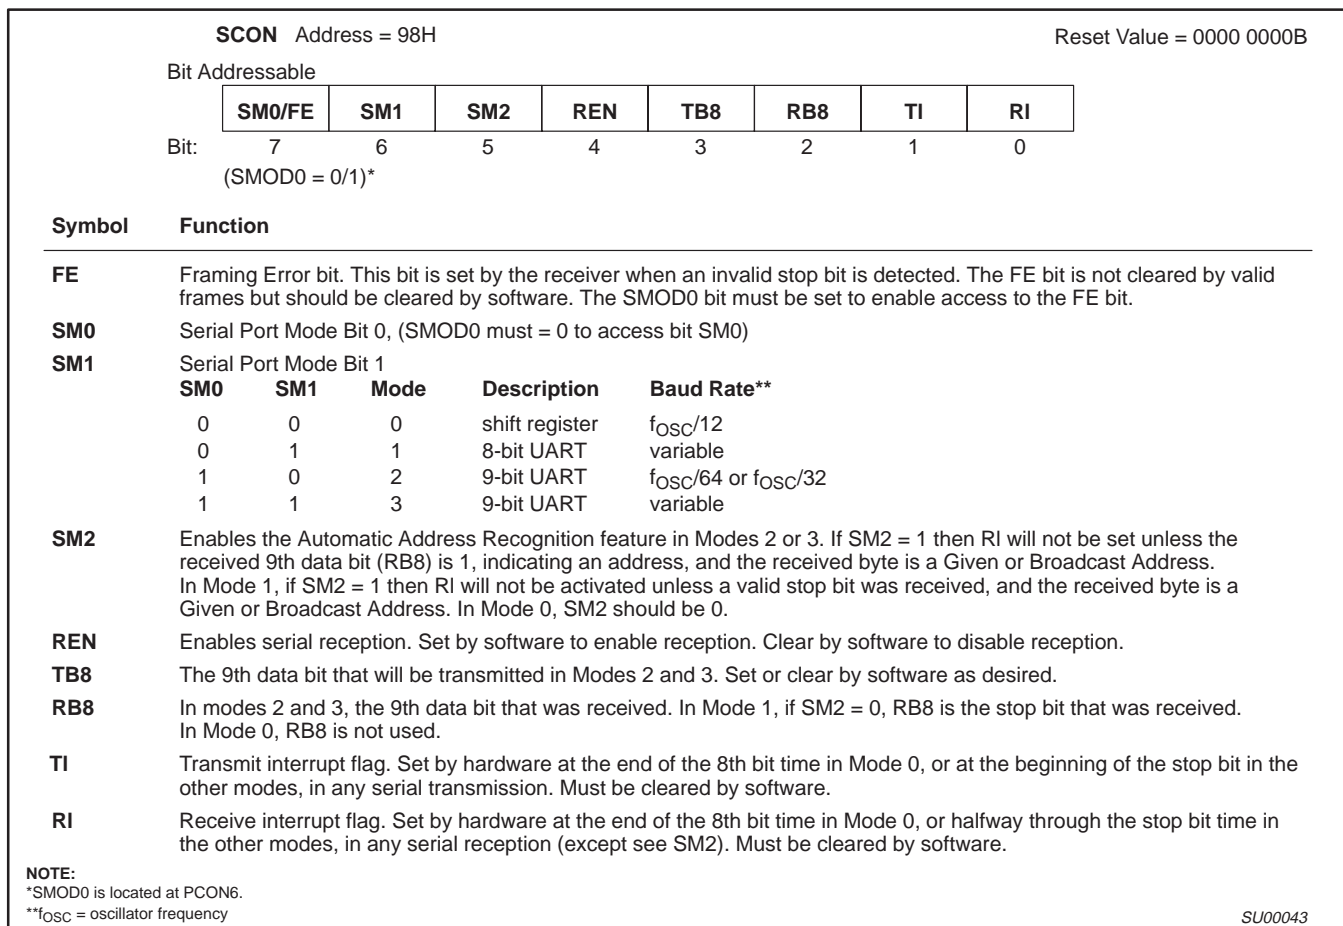 SCON Address = 98H Reset Value = 0000 0000B
Bit Addressable
SM0/FE SM1 SM2 REN TB8 RB8 TI RI
Bit: 7 6 5 4 3 2 1 0
(SMOD0 = 0/1)*
Symbol Function
FE Framing Error bit. This bit is set by the receiver when an invalid stop bit is detected. The FE bit is not cleared by valid
frames but should be cleared by software. The SMOD0 bit must be set to enable access to the FE bit.
SM0 Serial Port Mode Bit 0, (SMOD0 must = 0 to access bit SM0)
SM1 Serial Port Mode Bit 1
SM0 SM1 Mode Description Baud Rate**
0 0 0 shift register fOSC/12
0 1 1 8-bit UART variable
1 0 2 9-bit UART fOSC/64 or fOSC/32
1 1 3 9-bit UART variable
SM2 Enables the Automatic Address Recognition feature in Modes 2 or 3. If SM2 = 1 then RI will not be set unless the
received 9th data bit (RB8) is 1, indicating an address, and the received byte is a Given or Broadcast Address.
In Mode 1, if SM2 = 1 then RI will not be activated unless a valid stop bit was received, and the received byte is a
Given or Broadcast Address. In Mode 0, SM2 should be 0.
REN Enables serial reception. Set by software to enable reception. Clear by software to disable reception.
TB8 The 9th data bit that will be transmitted in Modes 2 and 3. Set or clear by software as desired.
RB8 In modes 2 and 3, the 9th data bit that was received. In Mode 1, if SM2 = 0, RB8 is the stop bit that was received.
In Mode 0, RB8 is not used.
TI Transmit interrupt flag. Set by hardware at the end of the 8th bit time in Mode 0, or at the beginning of the stop bit in the
other modes, in any serial transmission. Must be cleared by software.
RI Receive interrupt flag. Set by hardware at the end of the 8th bit time in Mode 0, or halfway through the stop bit time in
the other modes, in any serial reception (except see SM2). Must be cleared by software.
NOTE:
*SMOD0 is located at PCON6.
**fOSC = oscillator frequency
SU00043